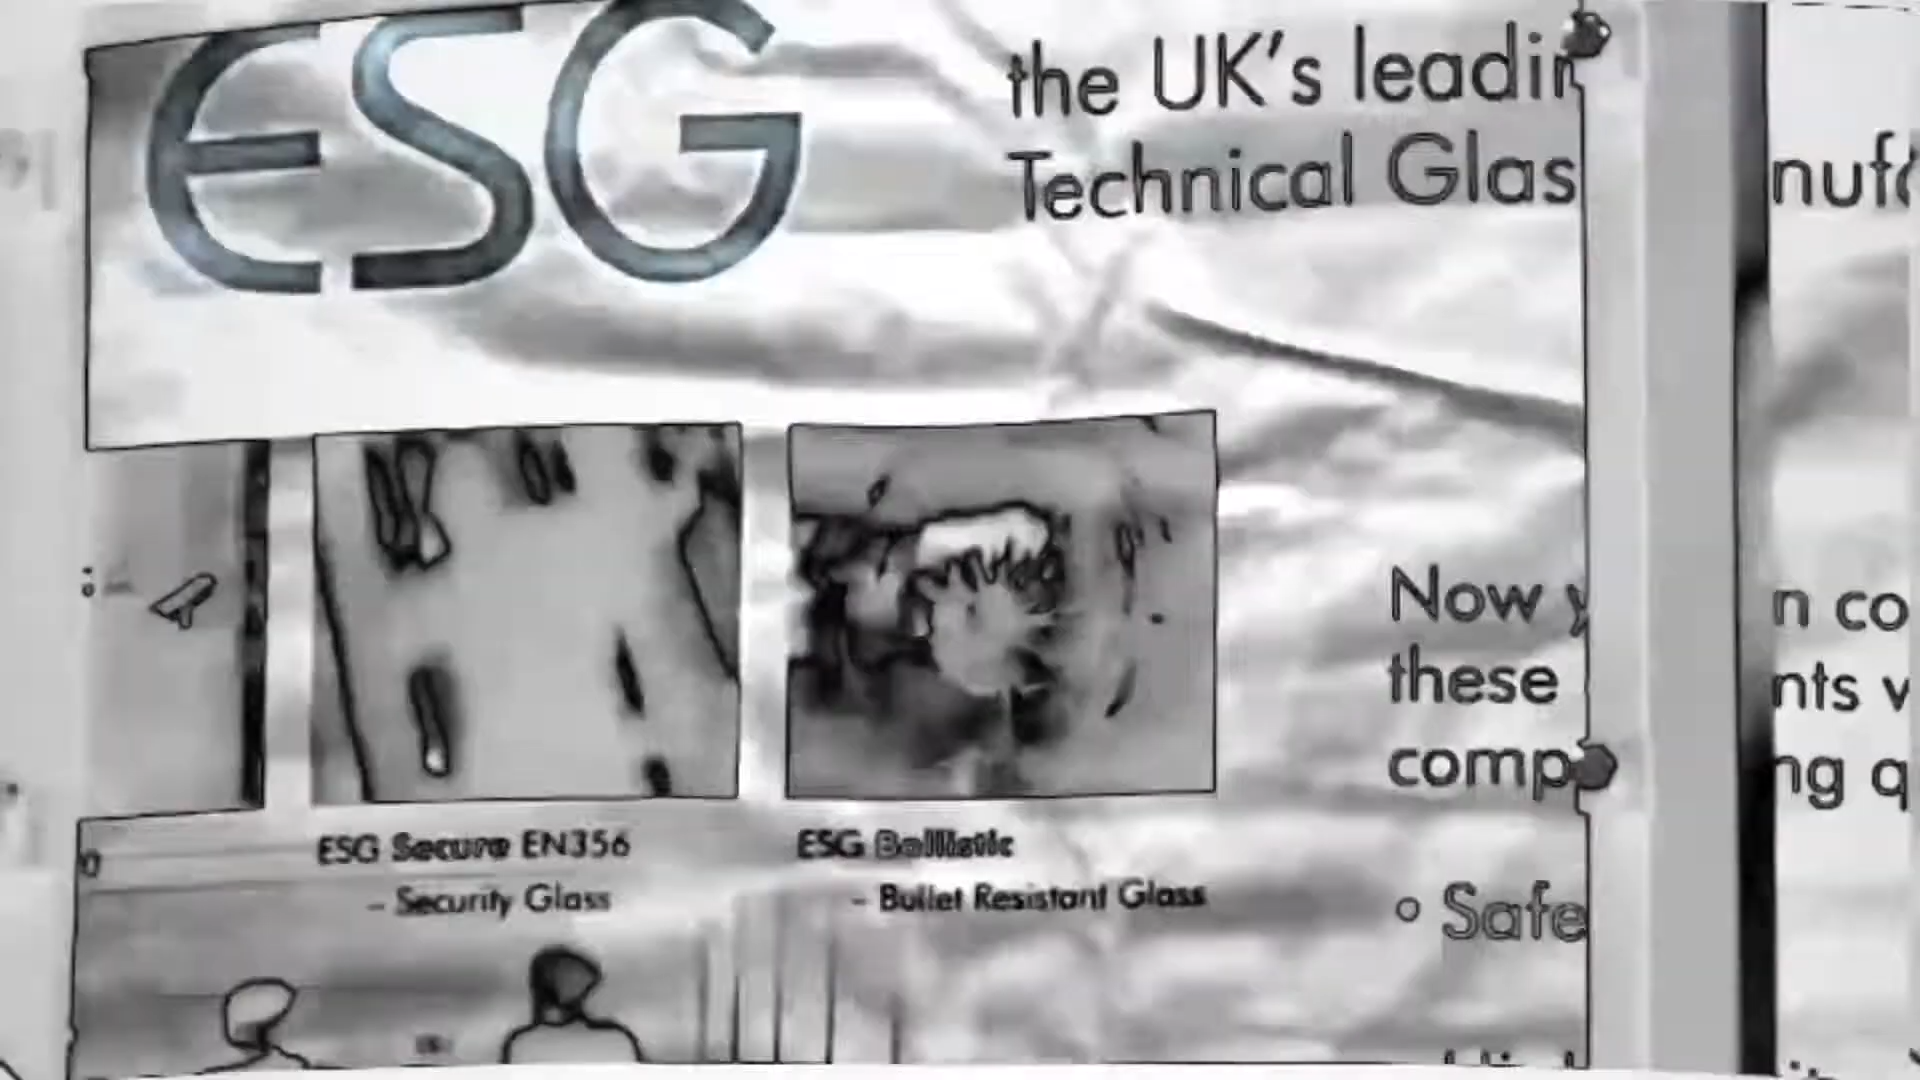 ESG
the UK's leadin
Technical Glas nufa
Now y n co
these nts v
comp ng q
ESG Secure EN356
- Security Glass
ESG Ballistic
- Bullet Resistant Glass
Safe